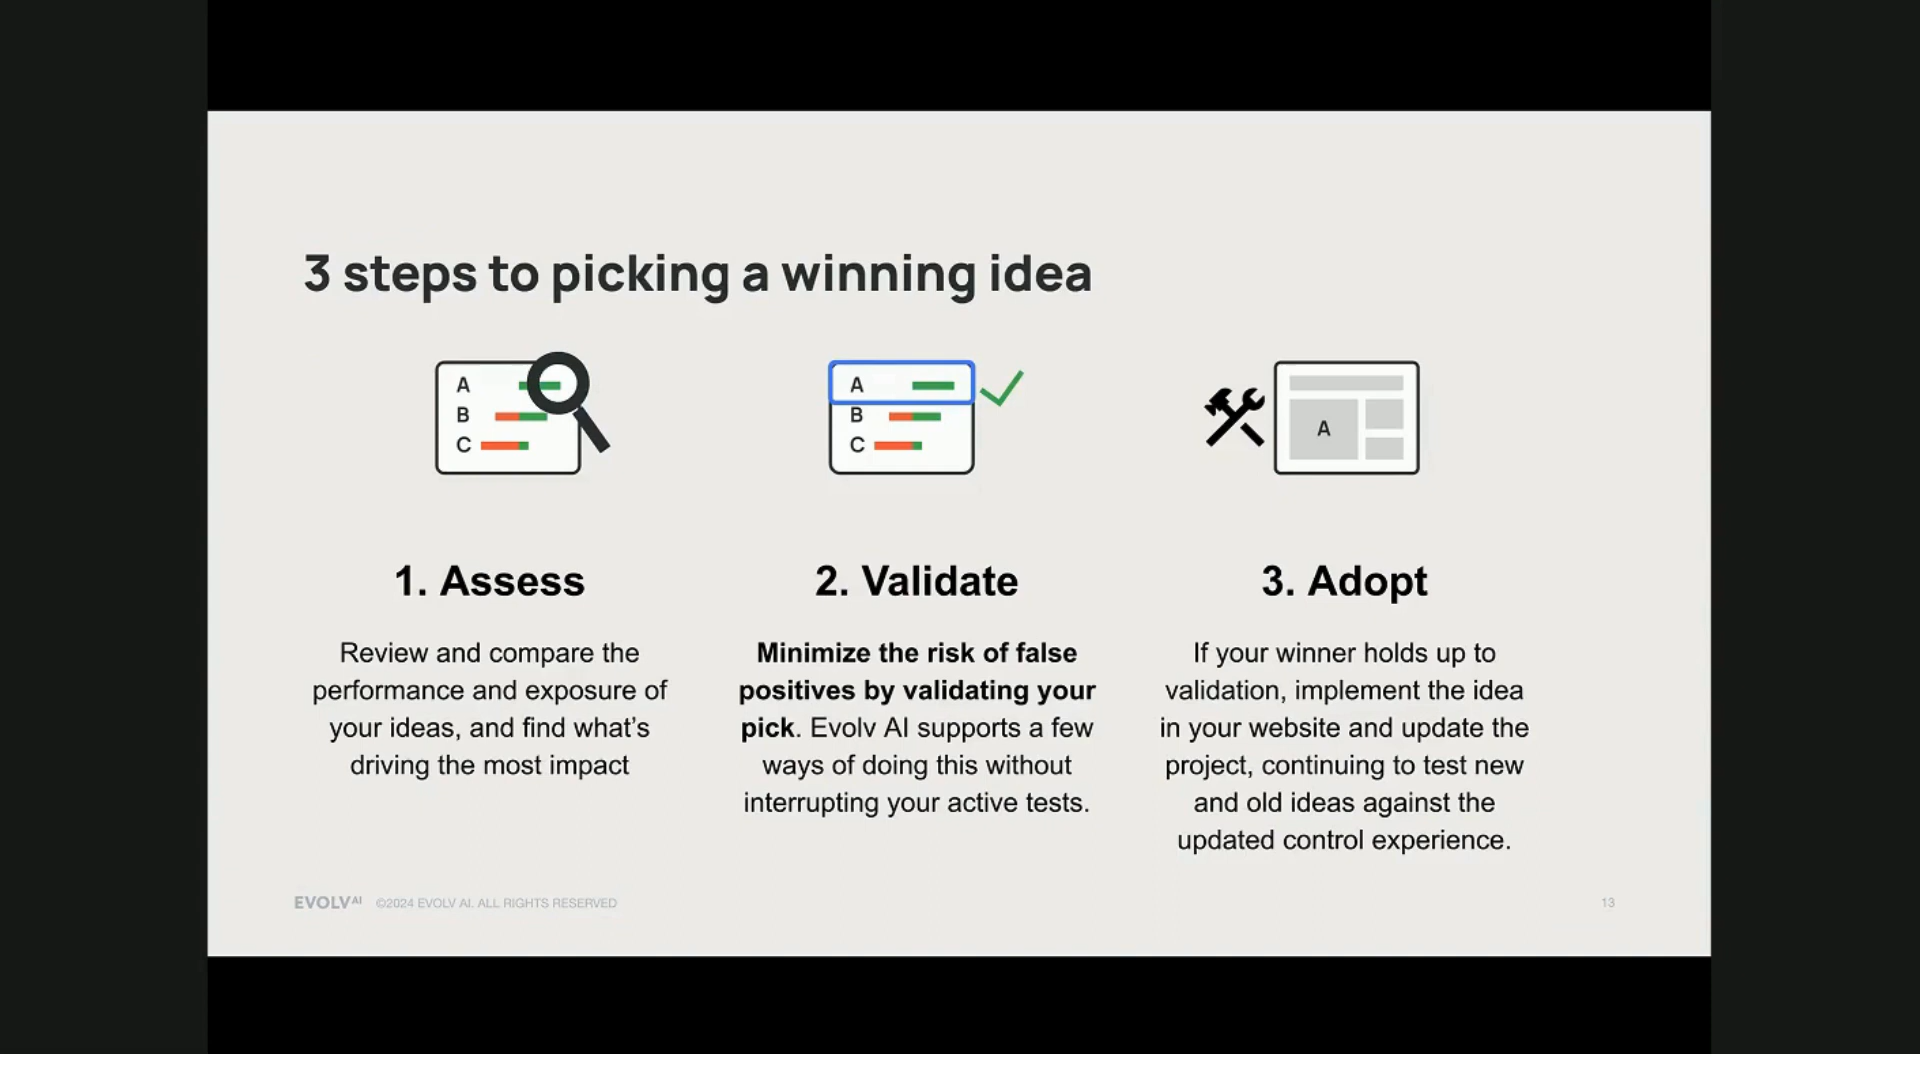 3 steps to picking a winning idea
A
B
C
A
B
C
A
1. Assess
Review and compare the
performance and exposure of
your ideas, and find what’s
driving the most impact
2. Validate
Minimize the risk of false
positives by validating your
pick. Evolv AI supports a few
ways of doing this without
interrupting your active tests.
3. Adopt
If your winner holds up to
validation, implement the idea
in your website and update the
project, continuing to test new
and old ideas against the
updated control experience.
EVOLV AI ©2024 EVOLV AI. ALL RIGHTS RESERVED
13